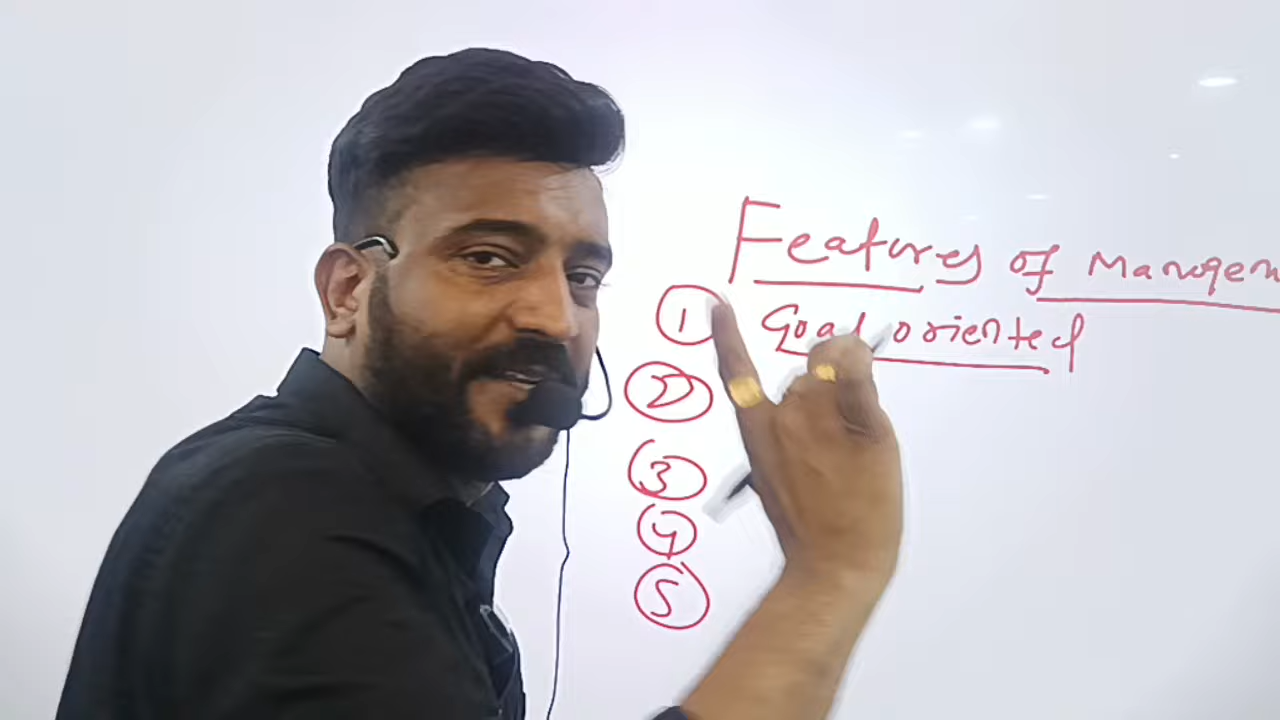 Features of Managem
① Goal oriented
②
③
④
⑤